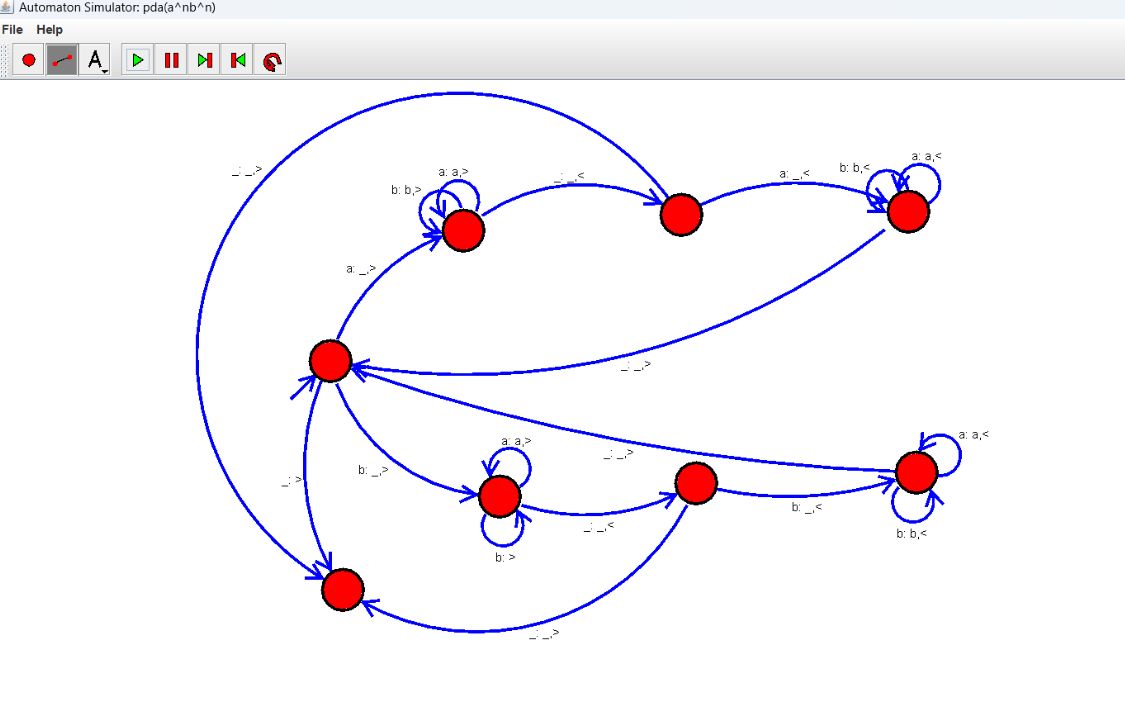 Automaton Simulator: pda(a^nb^n)
File Help
A
_: _,>
a: a,>
b: b,>
_: _,<
a: _,<
b: b,<
a: a,<
a: _,>
_: _,>
_: >
b: _,>
a: a,>
b: >
_: _,<
_: _,>
b: _,<
a: a,<
b: b,<
_: _,>